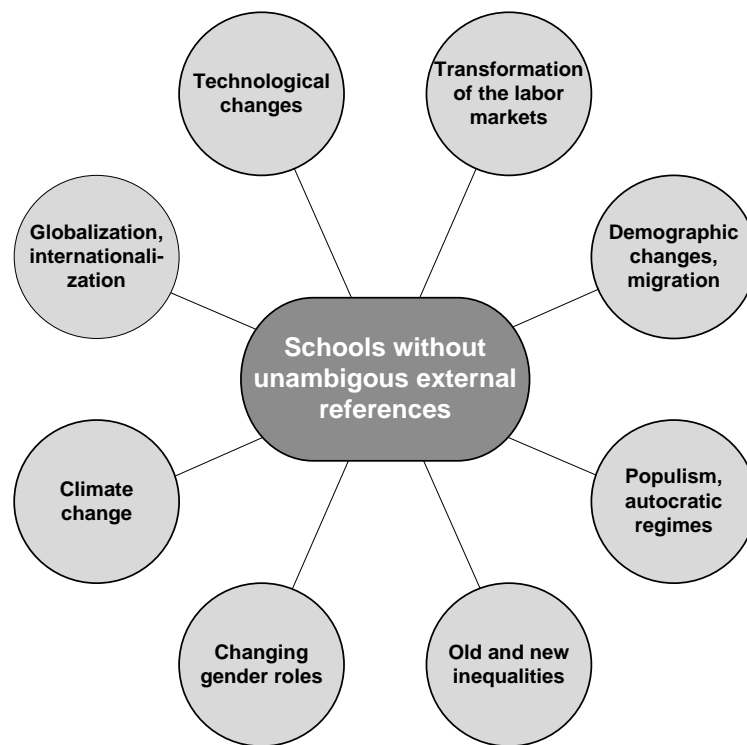 Technological
changes
Transformation
of the labor
markets
Globalization,
internationali-
zation
Demographic
changes,
migration
Schools without
unambigous external
references
Climate
change
Populism,
autocratic
regimes
Changing
gender roles
Old and new
inequalities